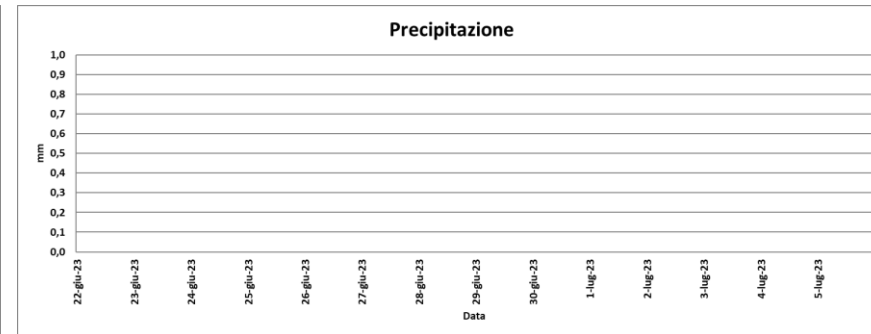 Precipitazione
1,0
0,9
0,8
0,7
0,6
0,5
0,4
0,3
0,2
0,1
0,0
mm
22-giu-23
23-giu-23
24-giu-23
25-giu-23
26-giu-23
27-giu-23
28-giu-23
29-giu-23
30-giu-23
1-lug-23
2-lug-23
3-lug-23
4-lug-23
5-lug-23
Data